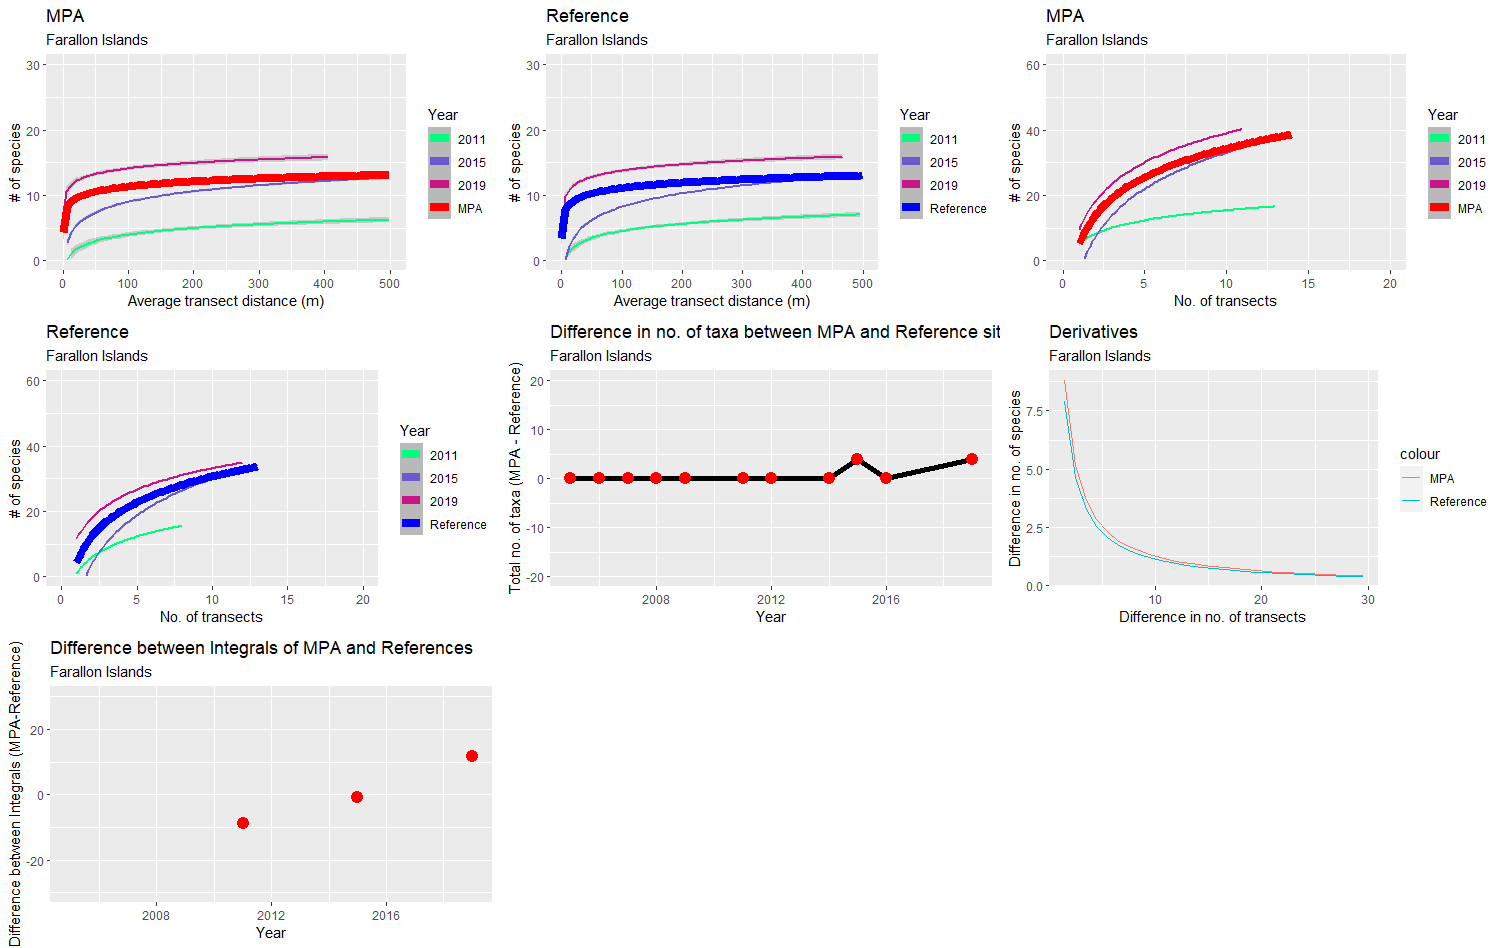 MPA
Farallon Islands
# of species
30
20
10
0
0 100 200 300 400 500
Average transect distance (m)
Year
2011
2015
2019
MPA
Reference
Farallon Islands
# of species
30
20
10
0
0 100 200 300 400 500
Average transect distance (m)
Year
2011
2015
2019
Reference
MPA
Farallon Islands
# of species
60
40
20
0
0 5 10 15 20
No. of transects
Year
2011
2015
2019
MPA
Reference
Farallon Islands
# of species
60
40
20
0
0 5 10 15 20
No. of transects
Year
2011
2015
2019
Reference
Difference in no. of taxa between MPA and Reference sit
Farallon Islands
Total no. of taxa (MPA - Reference)
20
10
0
-10
-20
2008 2012 2016
Year
Derivatives
Farallon Islands
Difference in no. of species
7.5
5.0
2.5
0.0
10 20 30
Difference in no. of transects
colour
MPA
Reference
Difference between Integrals of MPA and References
Farallon Islands
Difference between Integrals (MPA-Reference)
20
0
-20
2008 2012 2016
Year